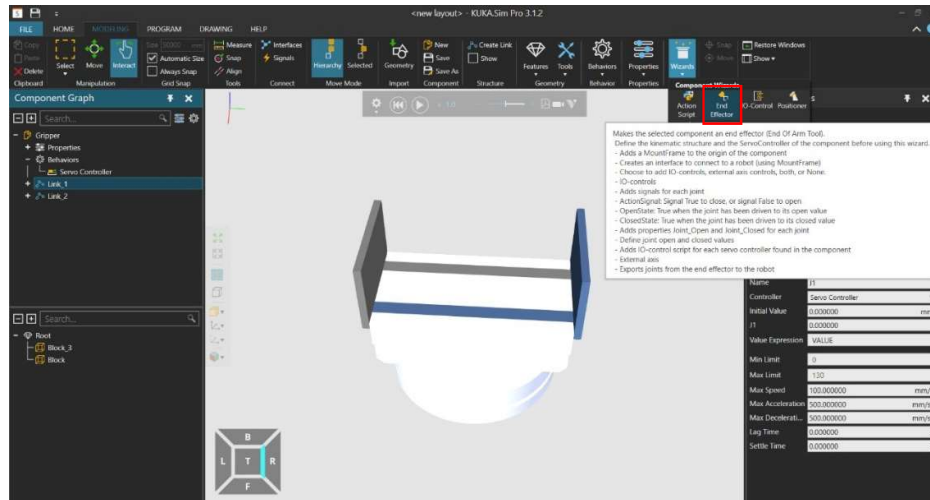 <new layout> - KUKA.Sim Pro 3.1.2
FILE HOME MODELING PROGRAM DRAWING HELP
Copy
Paste
Delete
Clipboard
Select
Move
Interact
Manipulation
Size
mm
Automatic Size
Always Snap
Grid Snap
Measure
Snap
Align
Tools
Interfaces
Signals
Connect
Hierarchy
Selected
Move Mode
Geometry
Import
New
Save
Save As
Component
Create Link
Show
Structure
Features
Tools
Geometry
Behaviors
Behavior
Properties
Properties
Wizards
Snap
Move
Restore Windows
Show
Component Wizards
Action Script
End Effector
IO-Control
Positioner
Component Graph
Search...
Gripper
Properties
Behaviors
Servo Controller
Link_1
Link_2
Search...
Root
Block_3
Block
Makes the selected component an end effector (End Of Arm Tool).
Define the kinematic structure and the ServoController of the component before using this wizard.
- Adds a MountFrame to the origin of the component
- Creates an interface to connect to a robot (using MountFrame)
- Choose to add IO-controls, external axis controls, both, or None.
- IO-controls
- Adds signals for each joint
- ActionSignal: Signal True to close, or signal False to open
- OpenState: True when the joint has been driven to its open value
- ClosedState: True when the joint has been driven to its closed value
- Adds properties Joint_Open and Joint_Closed for each joint
- Define joint open and closed values
- Adds IO-control script for each servo controller found in the component
- External axis
- Exports joints from the end effector to the robot
Name J1
Controller Servo Controller
Initial Value 0.000000
J1 0.000000
Value Expression VALUE
Min Limit 0
Max Limit 130
Max Speed 100.000000 mm/s
Max Acceleration 500.000000 mm/s
Max Decelerati... 500.000000 mm/s
Lag Time 0.000000
Settle Time 0.000000
B
L T R
F